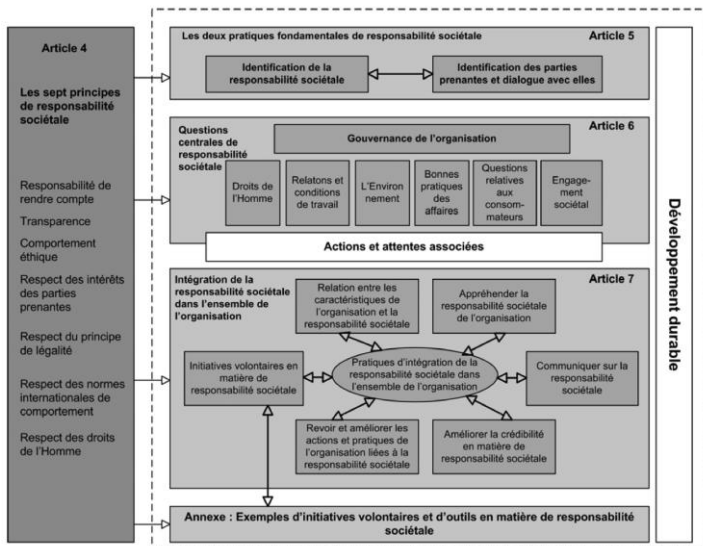 Article 4
Les sept principes
de responsabilité
sociétale
Responsabilité de
rendre compte
Transparence
Comportement
éthique
Respect des intérêts
des parties
prenantes
Respect du principe
de légalité
Respect des normes
internationales de
comportement
Respect des droits
de l'Homme
Les deux pratiques fondamentales de responsabilité sociétale
Article 5
Identification de la
responsabilité sociétale
Identification des parties
prenantes et dialogue avec elles
Questions
centrales de
responsabilité
sociétale
Article 6
Gouvernance de l'organisation
Droits de
l'Homme
Relatons et
conditions
de travail
L'Environ
nement
Bonnes
pratiques
des
affaires
Questions
relatives
aux
consom-
mateurs
Engage-
ment
sociétal
Actions et attentes associées
Intégration de la
responsabilité sociétale
dans l'ensemble de
l'organisation
Article 7
Relation entre les
caractéristiques de
l'organisation et la
responsabilité sociétale
Appréhender la
responsabilité sociétale
de l'organisation
Initiatives volontaires en
matière de
responsabilité sociétale
Pratiques d'intégration de la
responsabilité sociétale dans
l'ensemble de l'organisation
Communiquer sur la
responsabilité
sociétale
Revoir et améliorer les
actions et pratiques de
l'organisation liées à la
responsabilité sociétale
Améliorer la crédibilité
en matière de
responsabilité sociétale
Annexe : Exemples d'initiatives volontaires et d'outils en matière de responsabilité
sociétale
Développement durable